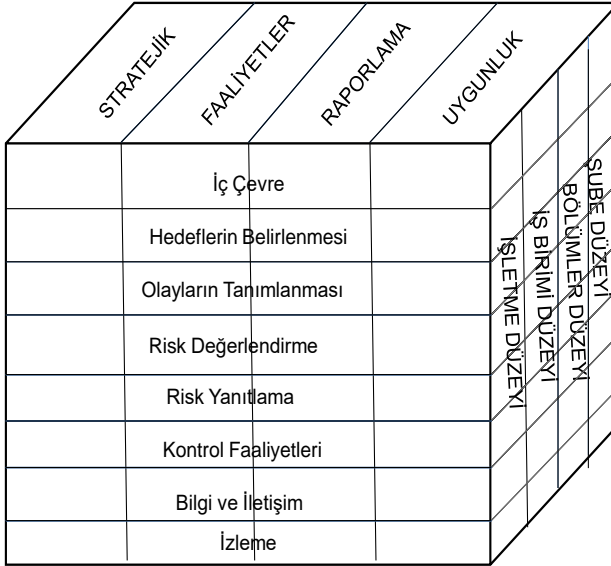 STRATEJİK
FAALİYETLER
RAPORLAMA
UYGUNLUK
İç Çevre
Hedeflerin Belirlenmesi
Olayların Tanımlanması
Risk Değerlendirme
Risk Yanıtlama
Kontrol Faaliyetleri
Bilgi ve İletişim
İzleme
İŞLETME DÜZEYİ
İŞ BİRİMİ DÜZEYİ
BÖLÜMLER DÜZEYİ
ŞUBE DÜZEYİ